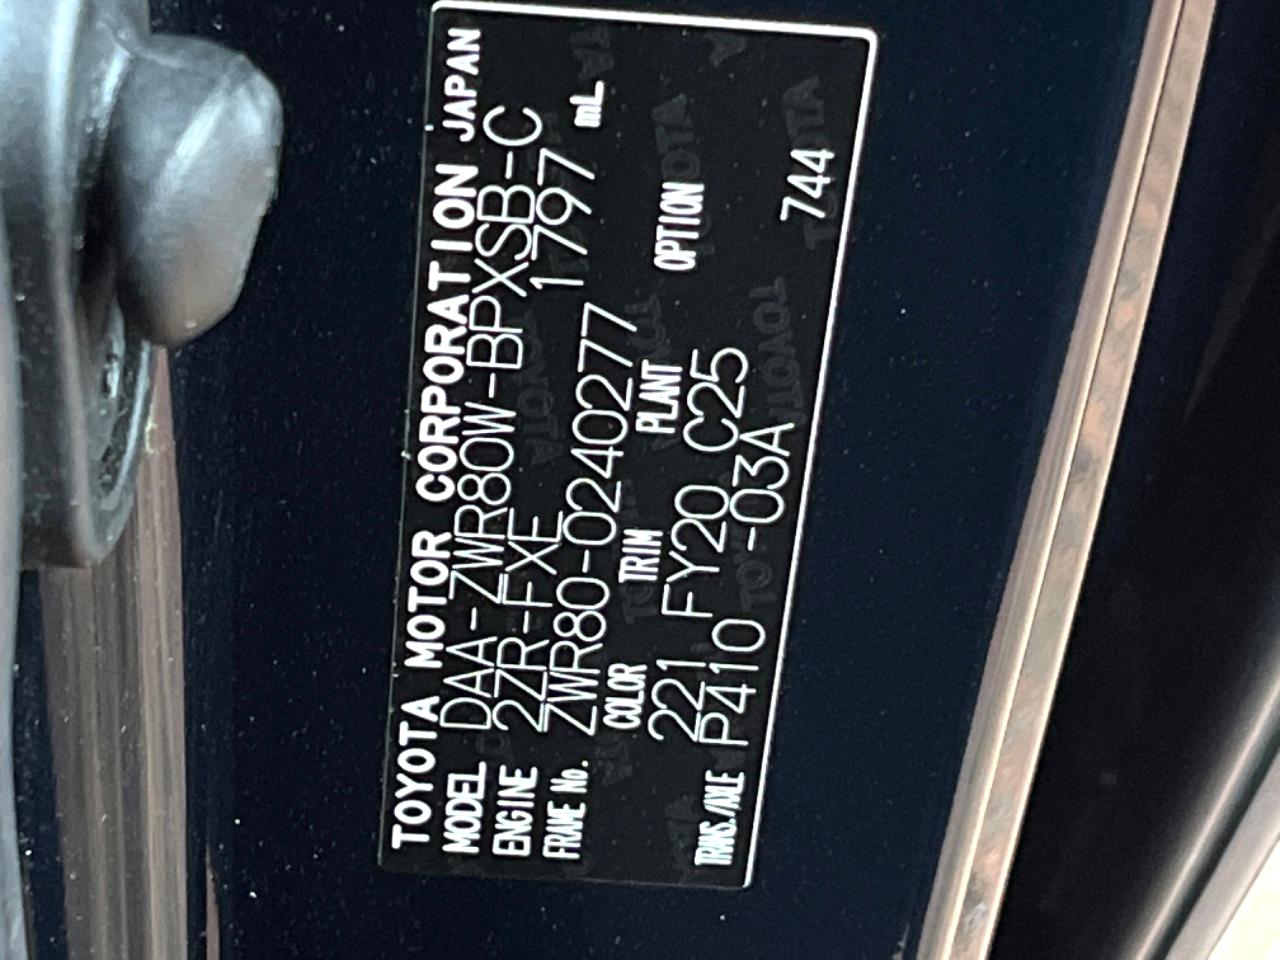 TOYOTA MOTOR CORPORATION JAPAN
MODEL DAA-ZWR80W-BPXSB-C
ENGINE 2ZR-FXE 1797 mL
FRAME No. ZWR80-0240277
COLOR TRIM PLANT OPTION
221 FY20 C25
TRANS./AXLE P410 -03A 744